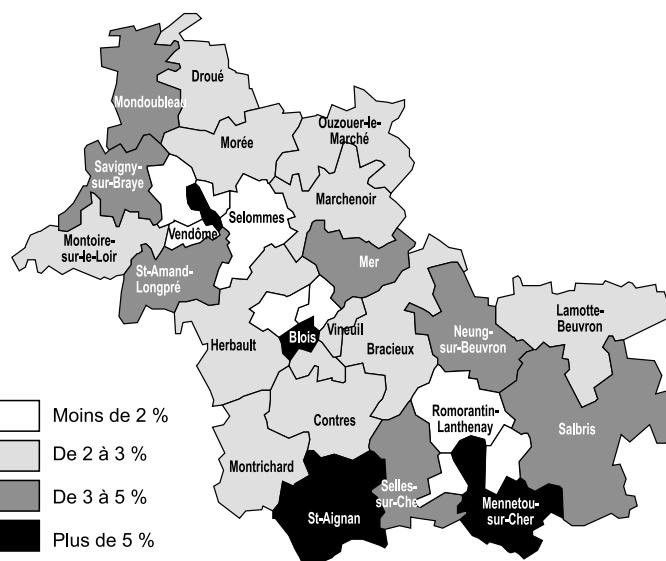 Droué
Mondoubleau
Ouzouer-le-
Marché
Morée
Savigny-
sur-Braye
Marchenoir
Selommes
Vendôme
Montoire-
sur-le-Loir
Mer
St-Amand-
Longpré
Lamotte-
Beuvron
Vineuil
Neung-
sur-Beuvron
Blois
Herbault
Bracieux
Romorantin-
Lanthenay
Contres
Salbris
Montrichard
Selles-
sur-Che
Mennetou-
sur-Cher
St-Aignan
Moins de 2 %
De 2 à 3 %
De 3 à 5 %
Plus de 5 %